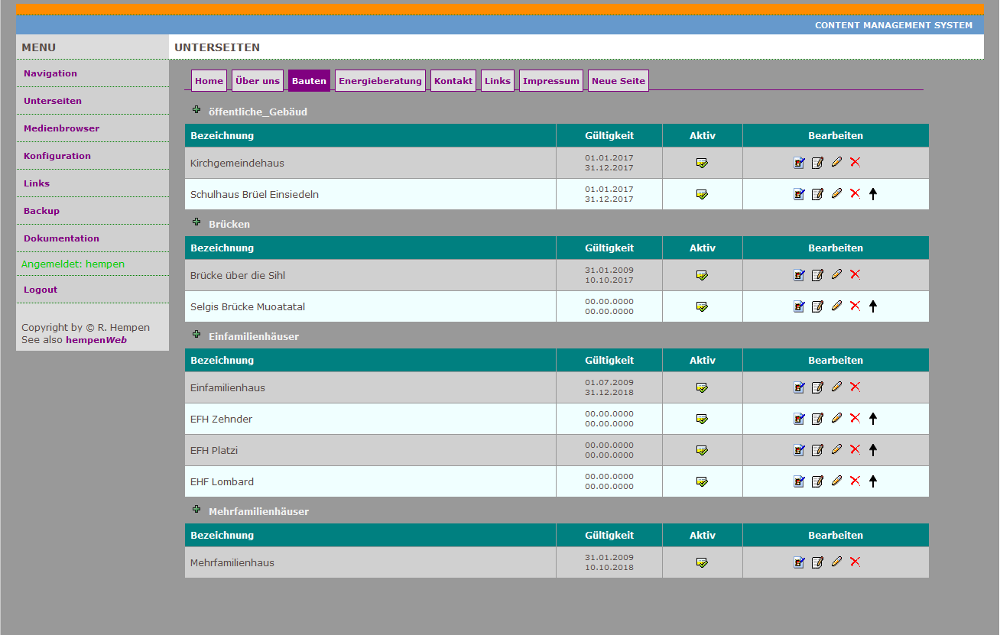 CONTENT MANAGEMENT SYSTEM
MENU
UNTERSEITEN
Navigation
Unterseiten
Medienbrowser
Konfiguration
Links
Backup
Dokumentation
Angemeldet: hempen
Logout
Copyright by © R. Hempen
See also hempenWeb
Home Über uns Bauten Energieberatung Kontakt Links Impressum Neue Seite
öffentliche_Gebäud
Bezeichnung Gültigkeit Aktiv Bearbeiten
Kirchgemeindehaus 01.01.2017
31.12.2017
Schulhaus Brüel Einsiedeln 01.01.2017
31.12.2017
Brücken
Bezeichnung Gültigkeit Aktiv Bearbeiten
Brücke über die Sihl 31.01.2009
10.10.2017
Selgis Brücke Muoatatal 00.00.0000
00.00.0000
Einfamilienhäuser
Bezeichnung Gültigkeit Aktiv Bearbeiten
Einfamilienhaus 01.07.2009
31.12.2018
EFH Zehnder 00.00.0000
00.00.0000
EFH Platzi 00.00.0000
00.00.0000
EHF Lombard 00.00.0000
00.00.0000
Mehrfamilienhäuser
Bezeichnung Gültigkeit Aktiv Bearbeiten
Mehrfamilienhaus 31.01.2009
10.10.2018